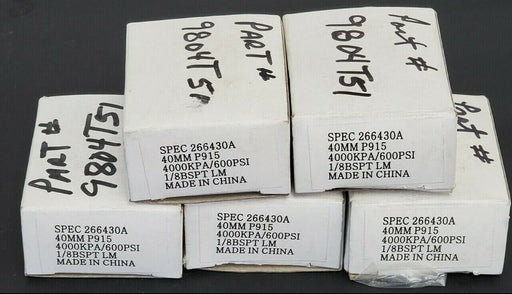 PART #
9804T51
Part #
9804T51
SPEC 266430A
40MM P915
4000KPA/600PSI
1/8BSPT LM
MADE IN CHINA
SPEC 266430A
40MM P915
4000KPA/600PSI
1/8BSPT LM
MADE IN CHINA
PART #
9804T51
Part #
SPEC 266430A
40MM P915
4000KPA/600PSI
1/8BSPT LM
MADE IN CHINA
SPEC 266430A
40MM P915
4000KPA/600PSI
1/8BSPT LM
MADE IN CHINA
SPEC 266430A
40MM P915
4000KPA/600PSI
1/8BSPT LM
MADE IN CHINA